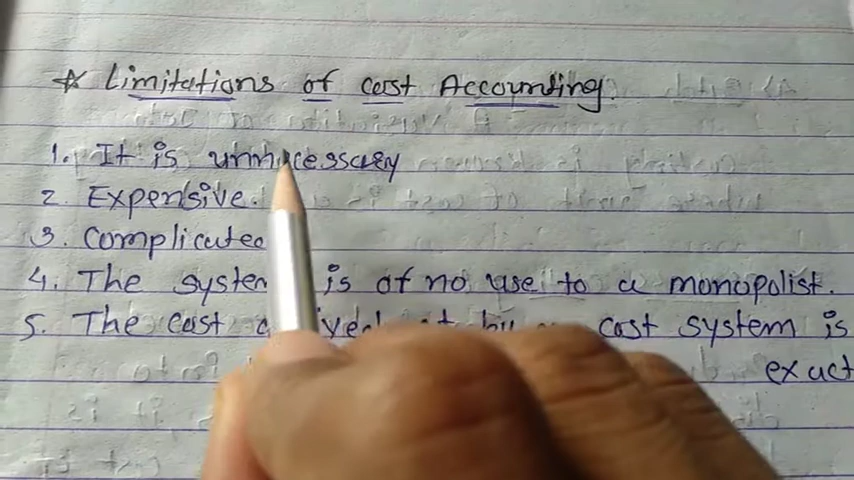 ☆ Limitations of cost Accounting.
1. It is unnecessary
2. Expensive.
3. Complicated
4. The system is of no use to a monopolist.
5. The cost by cost system is
exact